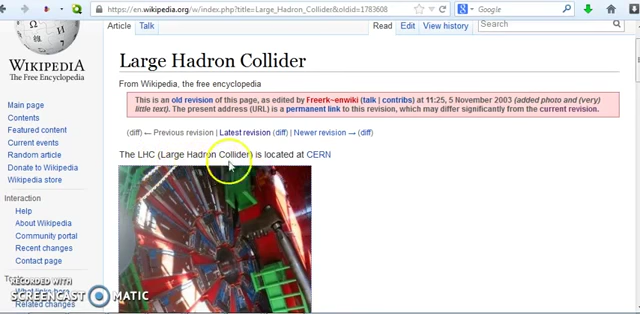 https://en.wikipedia.org/w/index.php?title=Large_Hadron_Collider&oldid=1783608
Google
WIKIPEDIA
The Free Encyclopedia
Main page
Contents
Featured content
Current events
Random article
Donate to Wikipedia
Wikipedia store
Interaction
Help
About Wikipedia
Community portal
Recent changes
Contact page
What links here
Related changes
Article Talk Read Edit View history
Large Hadron Collider
From Wikipedia, the free encyclopedia
This is an old revision of this page, as edited by Freerk~enwiki (talk | contribs) at 11:25, 5 November 2003 (added photo and (very)
little text). The present address (URL) is a permanent link to this revision, which may differ significantly from the current revision.
(diff) ← Previous revision | Latest revision (diff) | Newer revision → (diff)
The LHC (Large Hadron Collider) is located at CERN
RECORDED WITH
SCREENCAST MATIC